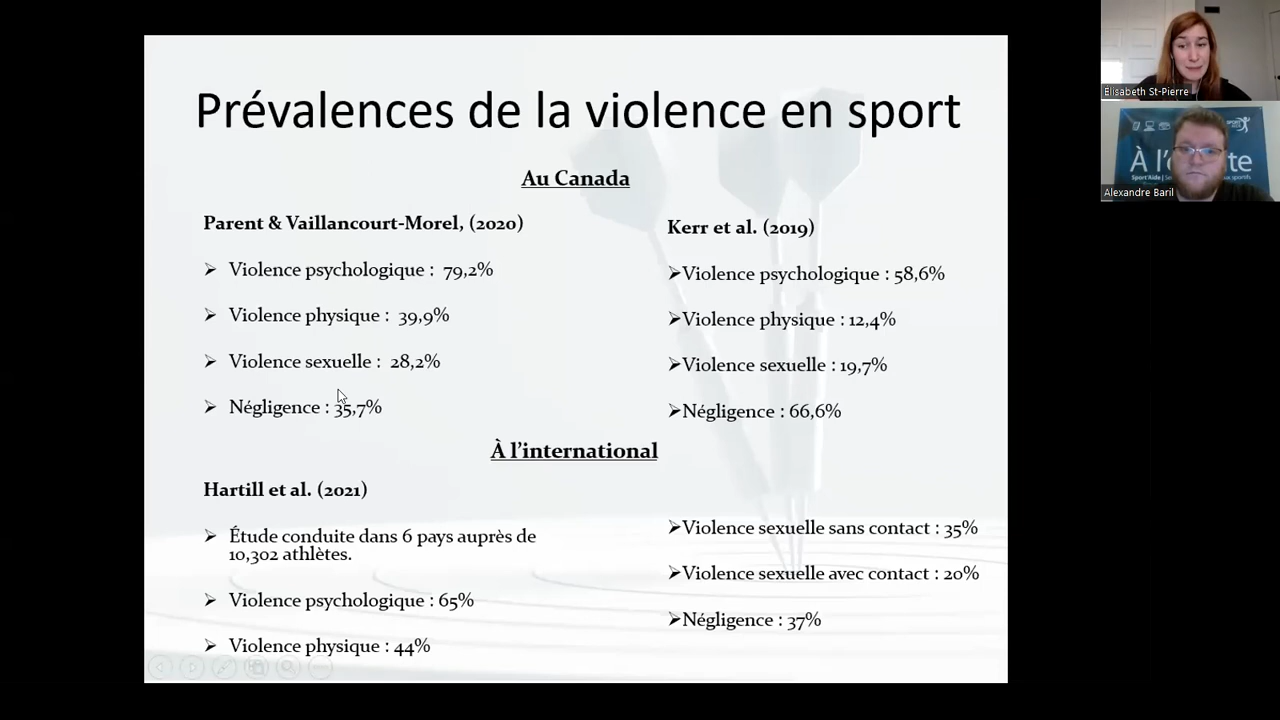 Prévalences de la violence en sport
Au Canada
Parent & Vaillancourt-Morel, (2020)
➢ Violence psychologique : 79,2%
➢ Violence physique : 39,9%
➢ Violence sexuelle : 28,2%
➢ Négligence : 35,7%
Kerr et al. (2019)
➢Violence psychologique : 58,6%
➢Violence physique : 12,4%
➢Violence sexuelle : 19,7%
➢Négligence : 66,6%
À l’international
Hartill et al. (2021)
➢ Étude conduite dans 6 pays auprès de
10,302 athlètes.
➢ Violence psychologique : 65%
➢ Violence physique : 44%
➢Violence sexuelle sans contact : 35%
➢Violence sexuelle avec contact : 20%
➢Négligence : 37%
Elisabeth St-Pierre
Sport Aide
Alexandre Baril